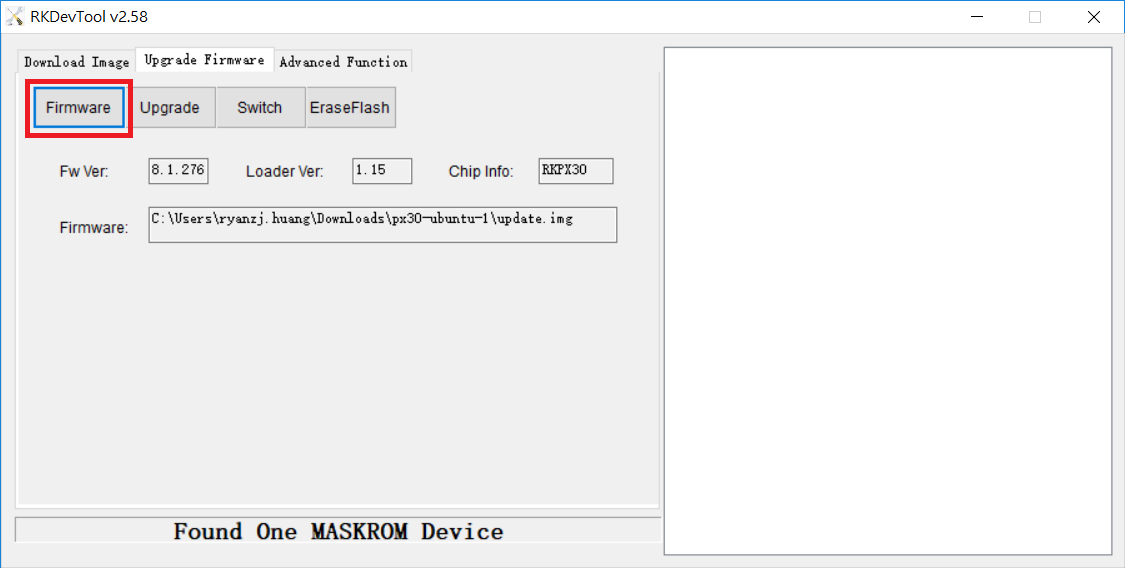 RKDevTool v2.58
Download Image Upgrade Firmware Advanced Function
Firmware Upgrade Switch EraseFlash
Fw Ver: 8.1.276 Loader Ver: 1.15 Chip Info: RKPX30
Firmware: C:\Users\ryanzj.huang\Downloads\px30-ubuntu-1\update.img
Found One MASKROM Device